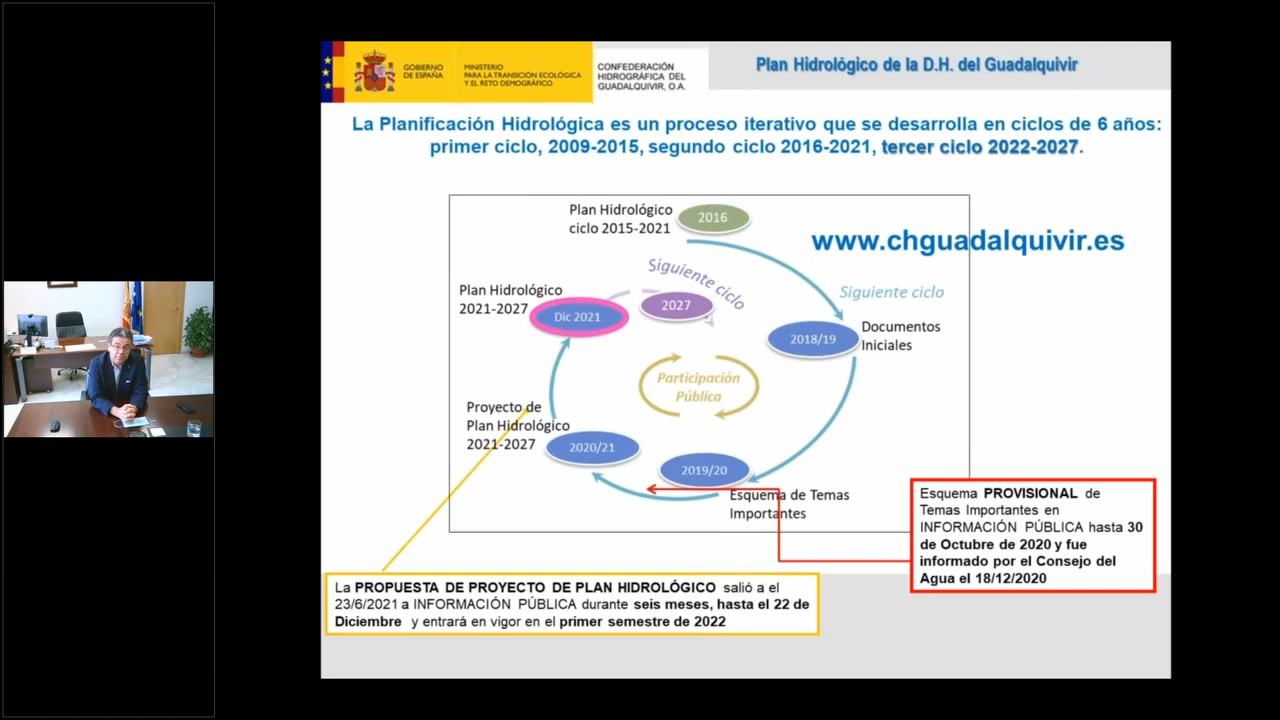 GOBIERNO
DE ESPAÑA
MINISTERIO
PARA LA TRANSICIÓN ECOLÓGICA
Y EL RETO DEMOGRÁFICO
CONFEDERACIÓN
HIDROGRÁFICA DEL
GUADALQUIVIR, O.A.
Plan Hidrológico de la D.H. del Guadalquivir
La Planificación Hidrológica es un proceso iterativo que se desarrolla en ciclos de 6 años:
primer ciclo, 2009-2015, segundo ciclo 2016-2021, tercer ciclo 2022-2027.
Plan Hidrológico
ciclo 2015-2021
2016
www.chguadalquivir.es
Siguiente ciclo
Siguiente ciclo
Plan Hidrológico
2021-2027
Dic 2021
2027
2018/19
Documentos
Iniciales
Participación
Pública
Proyecto de
Plan Hidrológico
2021-2027
2020/21
2019/20
Esquema de Temas
Importantes
Esquema PROVISIONAL de
Temas Importantes en
INFORMACIÓN PÚBLICA hasta 30
de Octubre de 2020 y fue
informado por el Consejo del
Agua el 18/12/2020
La PROPUESTA DE PROYECTO DE PLAN HIDROLÓGICO salió a el
23/6/2021 a INFORMACIÓN PÚBLICA durante seis meses, hasta el 22 de
Diciembre y entrará en vigor en el primer semestre de 2022